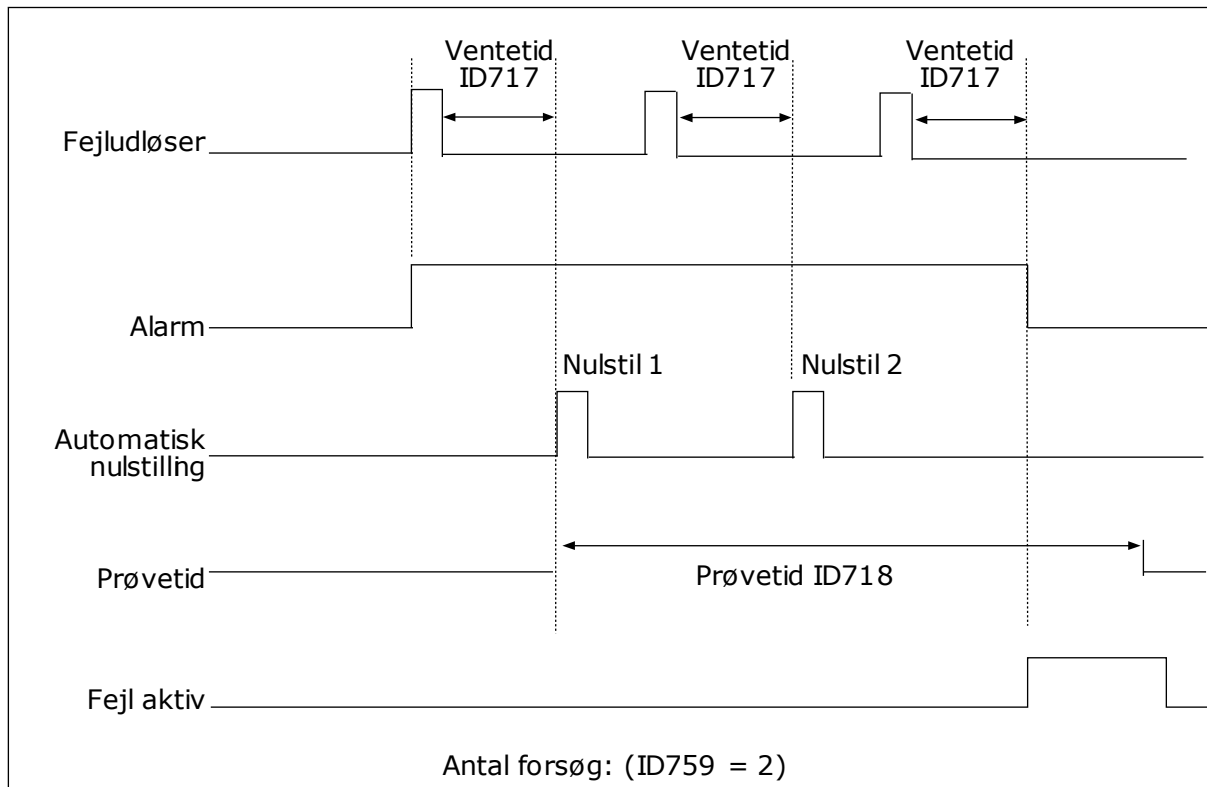 Ventetid
ID717
Ventetid
ID717
Ventetid
ID717
Fejludløser
Alarm
Nulstil 1
Nulstil 2
Automatisk
nulstilling
Prøvetid
Prøvetid ID718
Fejl aktiv
Antal forsøg: (ID759 = 2)